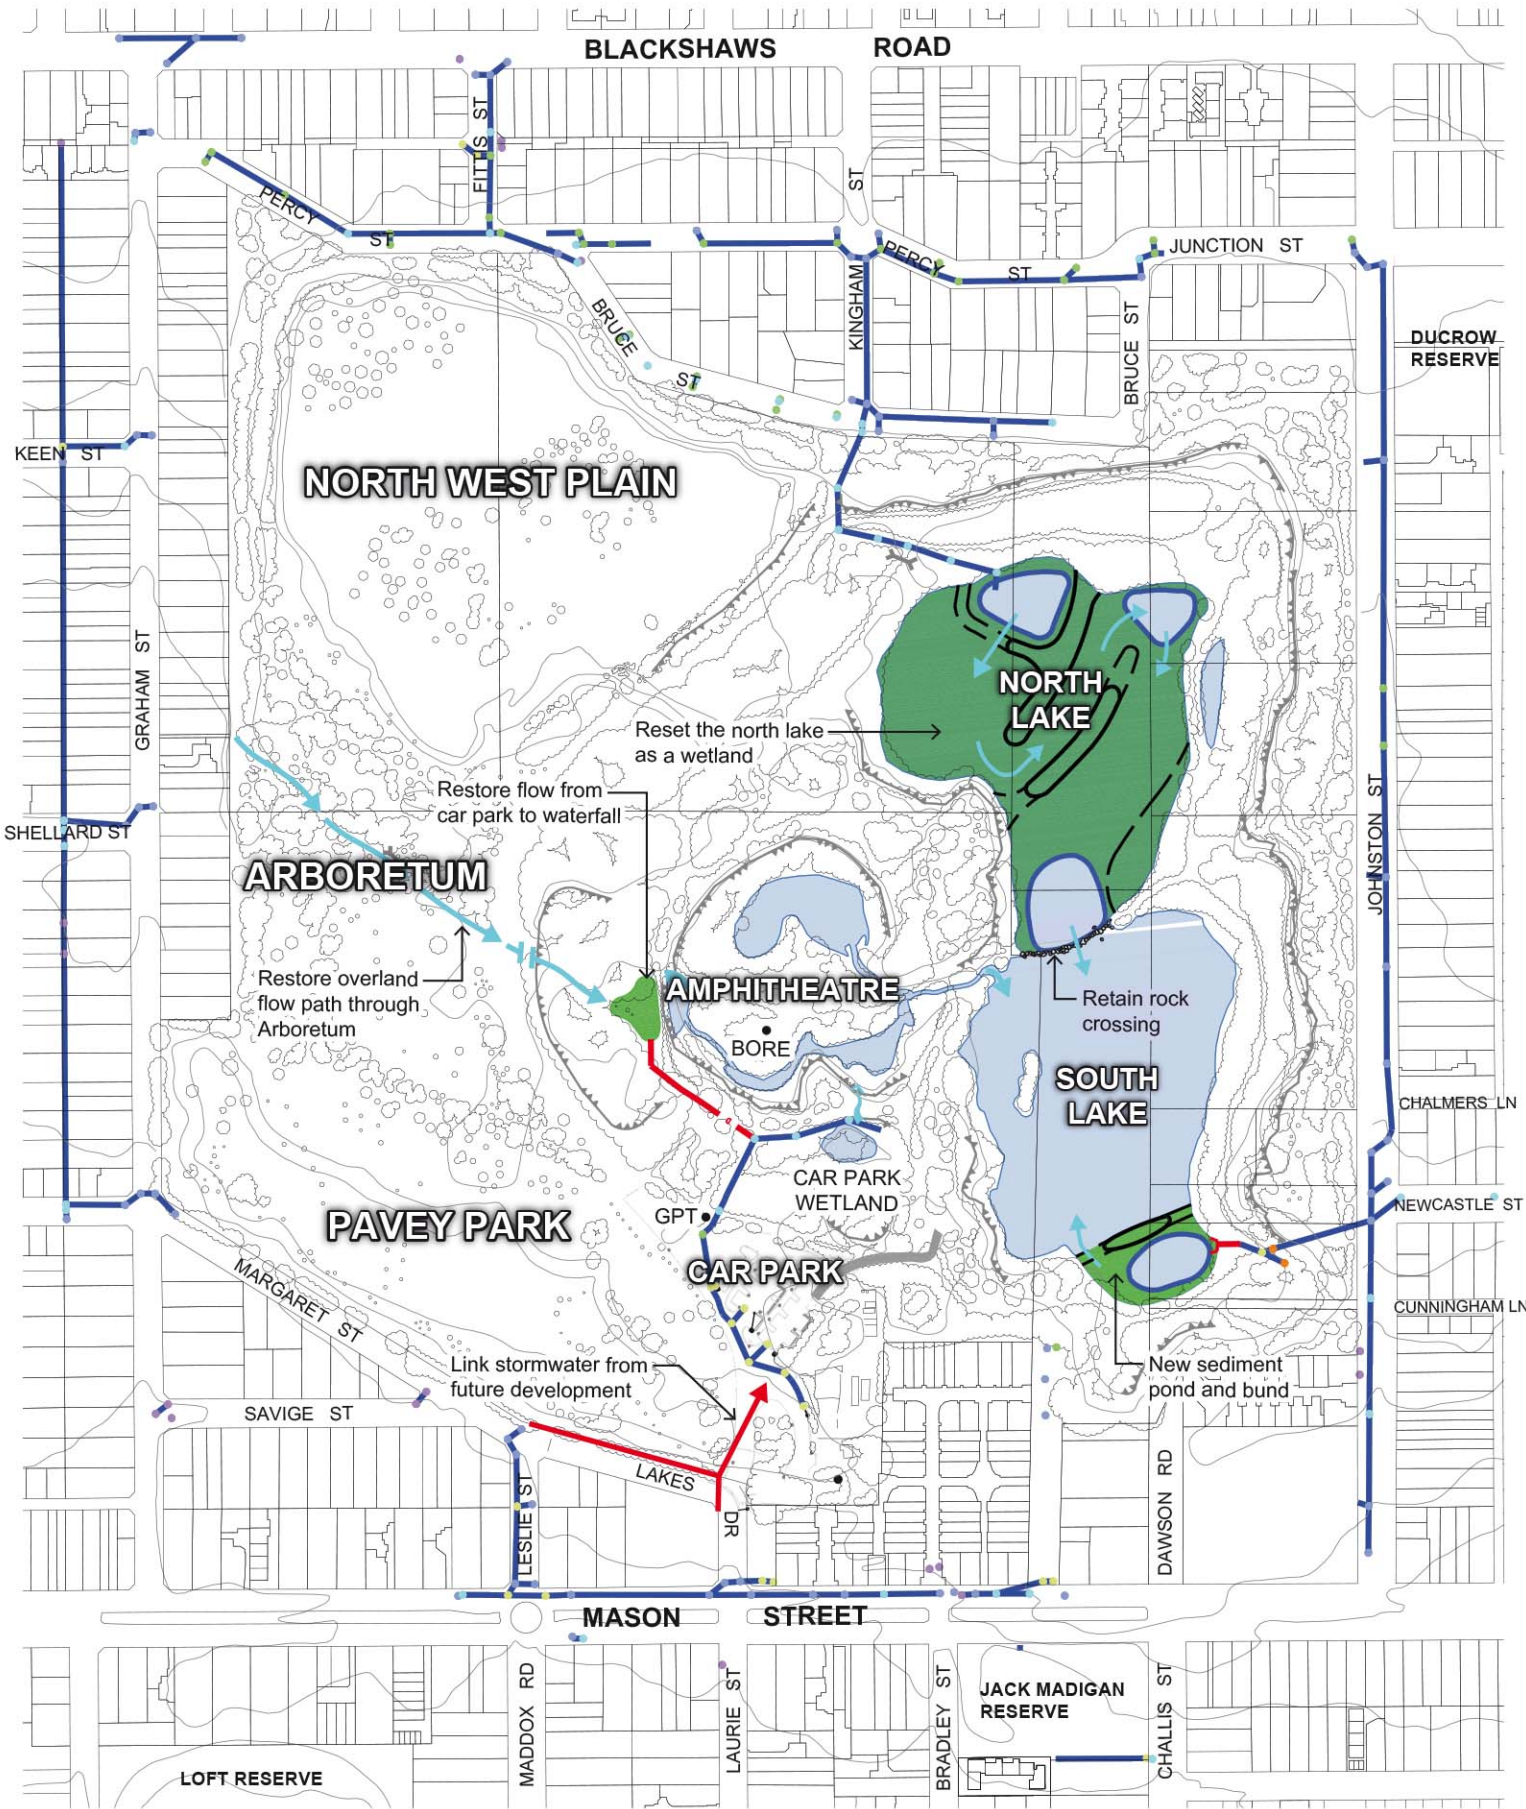 BLACKSHAWS ROAD
FITTIS ST
PERCY
ST
ST
PERCY
ST
JUNCTION ST
KINGHAM
BRUCE
ST
BRUCE ST
DUCROW
RESERVE
KEEN ST
NORTH WEST PLAIN
GRAHAM ST
NORTH
LAKE
Reset the north lake
as a wetland
Restore flow from
car park to waterfall
SHELLARD ST
JOHNSTON ST
ARBORETUM
Restore overland
flow path through
Arboretum
AMPHITHEATRE
BORE
Retain rock
crossing
SOUTH
LAKE
CHALMERS LN
CAR PARK
WETLAND
NEWCASTLE ST
GPT
PAVEY PARK
CAR PARK
MARGARET ST
CUNNINGHAM LN
Link stormwater from
future development
New sediment
pond and bund
SAVIGE ST
LAKES
DR
LESLIE ST
DAWSON RD
MASON STREET
MADDOX RD
LAURIE ST
BRADLEY ST
JACK MADIGAN
RESERVE
CHALLIS ST
LOFT RESERVE